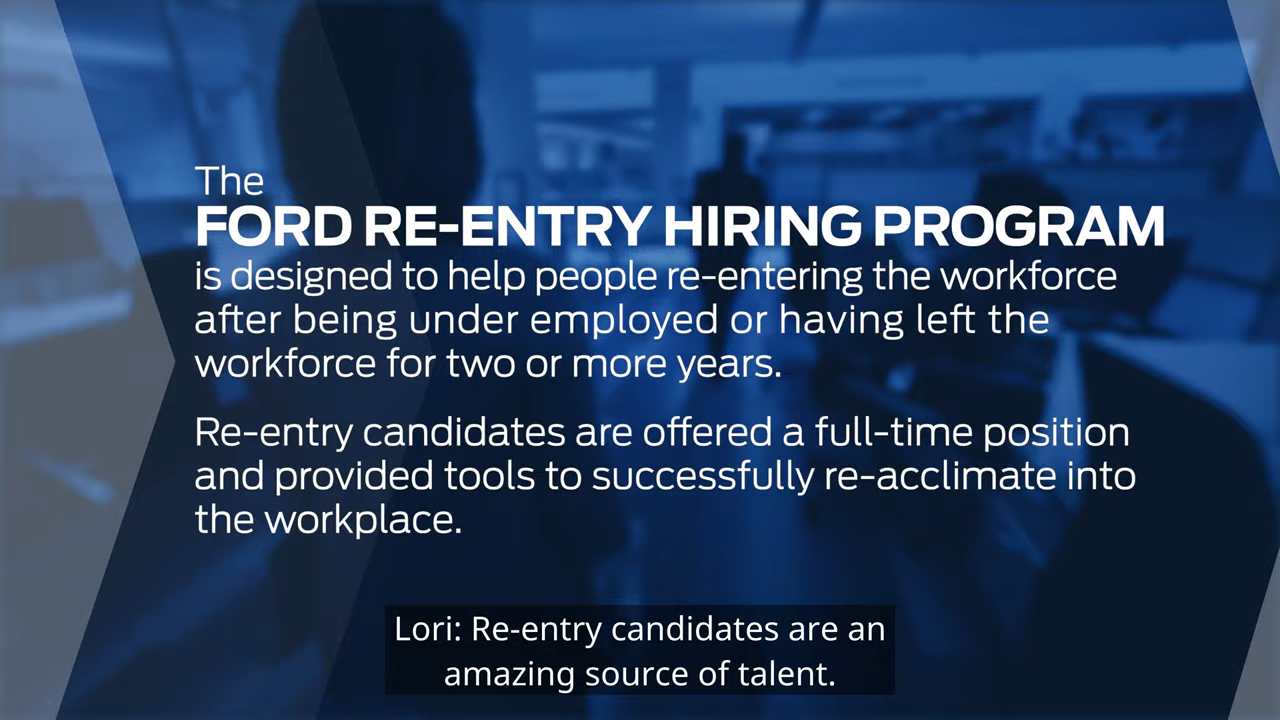 The
FORD RE-ENTRY HIRING PROGRAM
is designed to help people re-entering the workforce
after being under employed or having left the
workforce for two or more years.
Re-entry candidates are offered a full-time position
and provided tools to successfully re-acclimate into
the workplace.
Lori: Re-entry candidates are an
amazing source of talent.